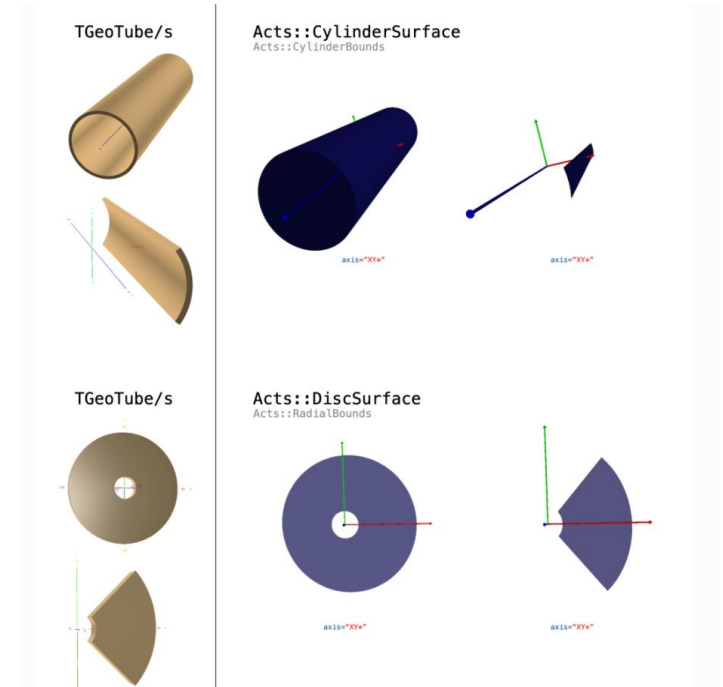 TGeoTube/s
Acts::CylinderSurface
Acts::CylinderBounds
axis="XY*"
axis="XY*"
TGeoTube/s
Acts::DiscSurface
Acts::RadialBounds
axis="XY*"
axis="XY*"